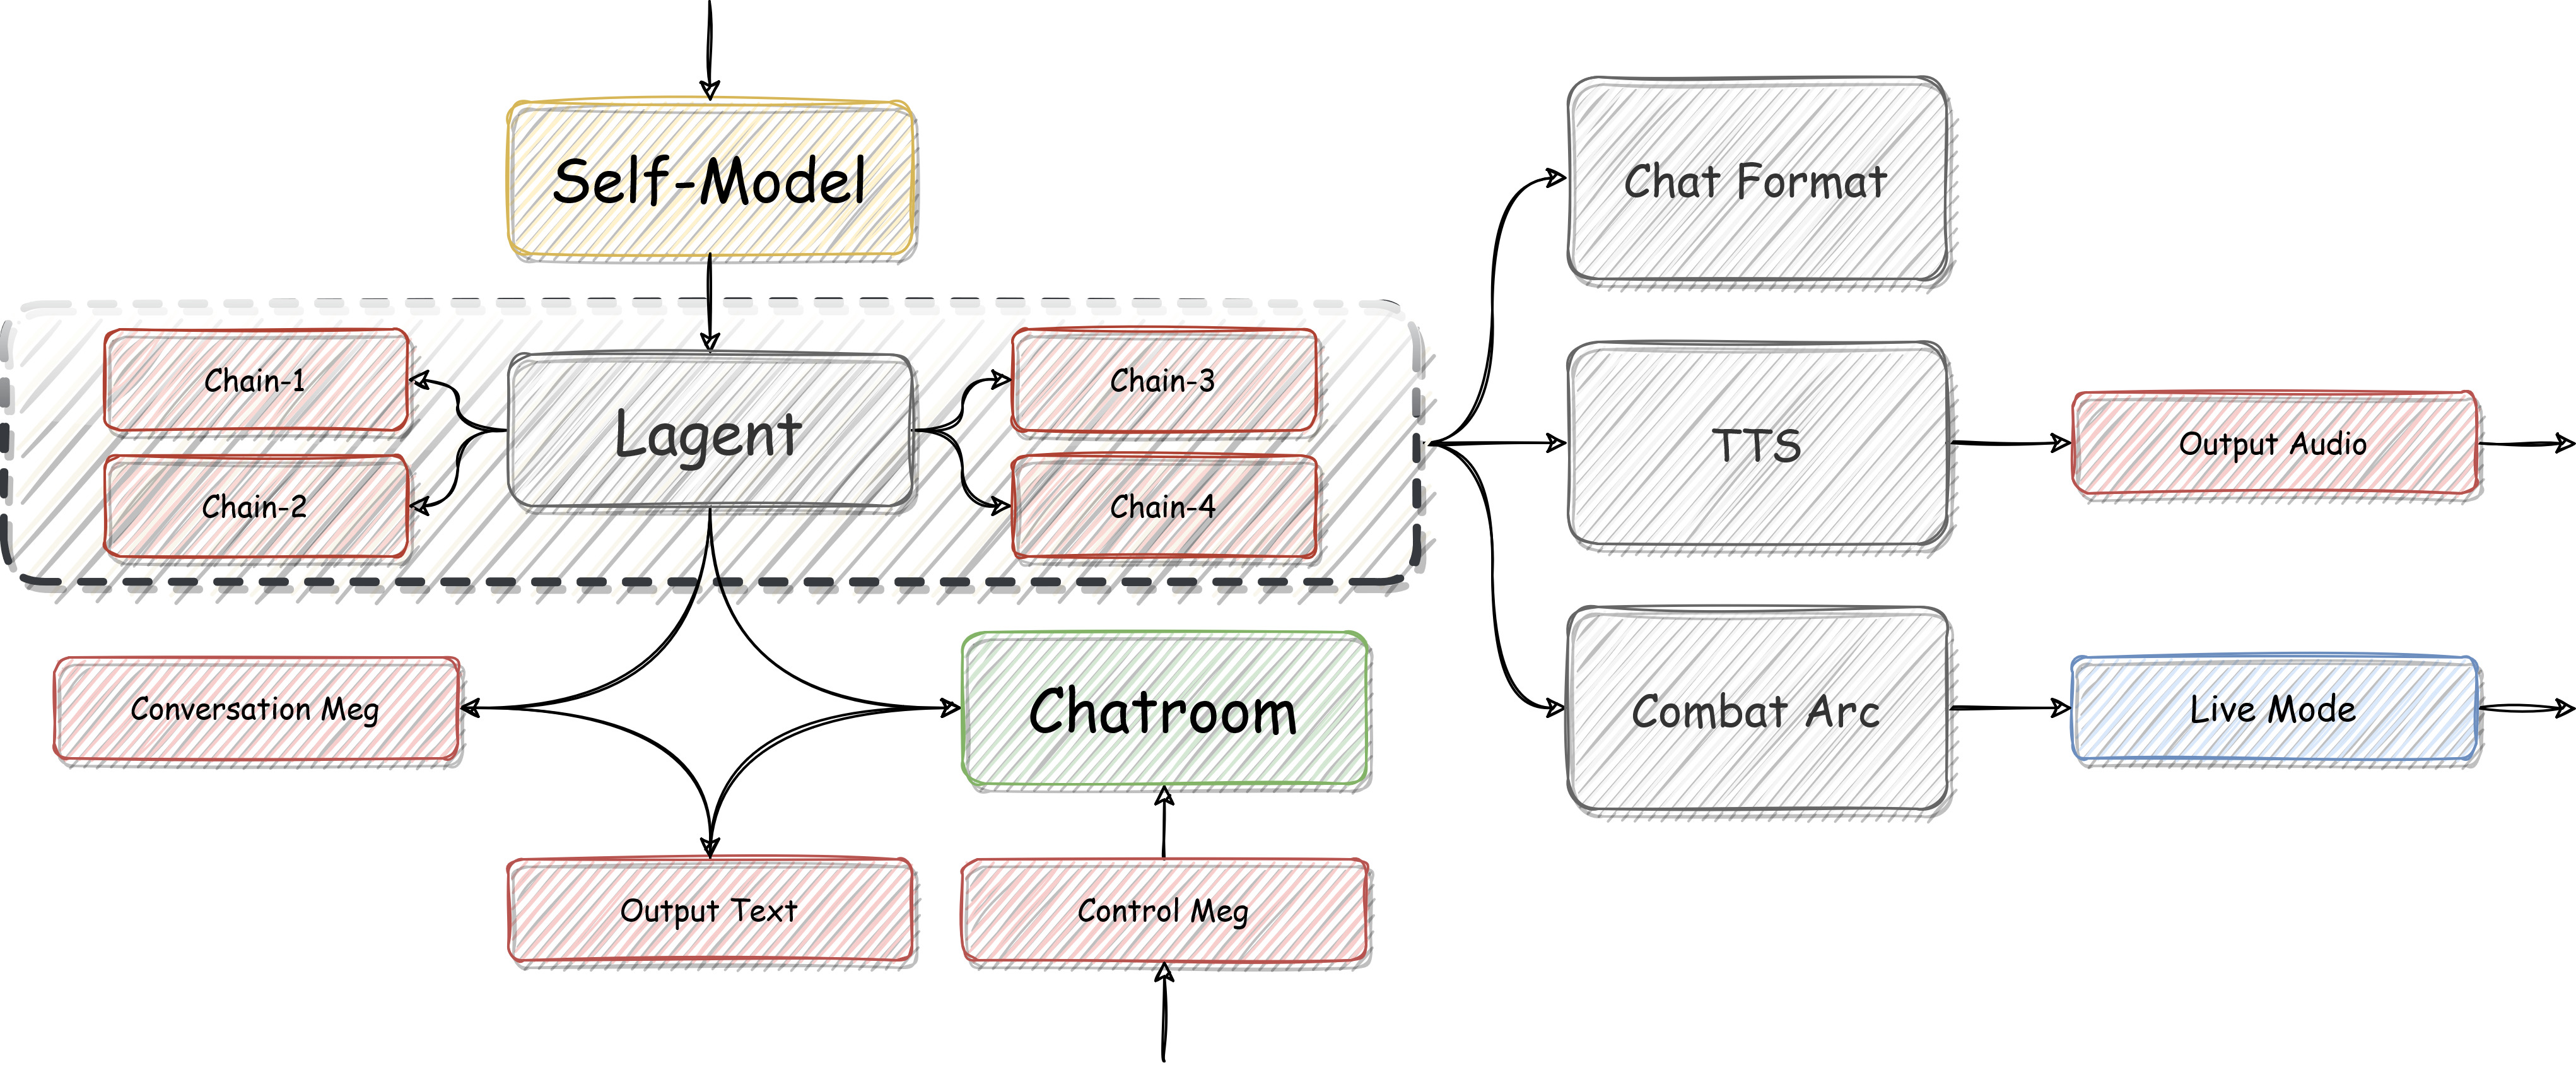 Self-Model
Chat Format
Chain-1
Chain-3
Lagent
TTS
Output Audio
Chain-2
Chain-4
Conversation Meg
Chatroom
Combat Arc
Live Mode
Output Text
Control Meg